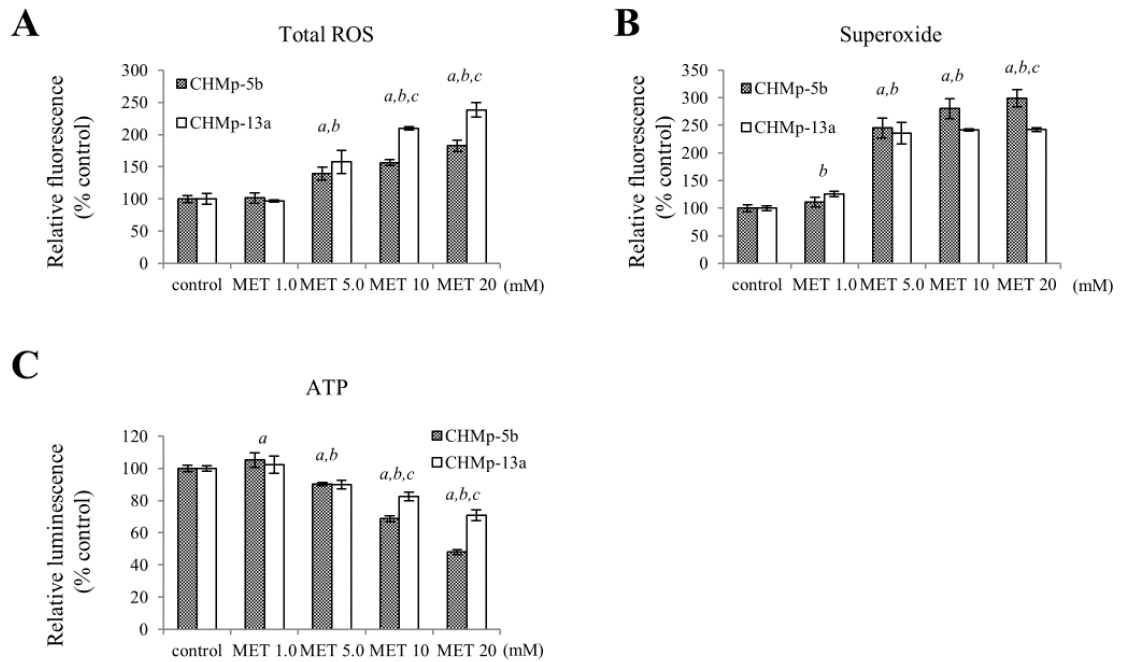 A
Total ROS
Relative fluorescence
(% control)
300
250
200
150
100
50
0
CHMp-5b
CHMp-13a
a,b
a,b,c
a,b,c
control MET 1.0 MET 5.0 MET 10 MET 20 (mM)
B
Superoxide
Relative fluorescence
(% control)
350
300
250
200
150
100
50
0
CHMp-5b
CHMp-13a
b
a,b
a,b
a,b,c
control MET 1.0 MET 5.0 MET 10 MET 20 (mM)
C
ATP
Relative luminescence
(% control)
120
100
80
60
40
20
0
CHMp-5b
CHMp-13a
a
a,b
a,b,c
a,b,c
control MET 1.0 MET 5.0 MET 10 MET 20 (mM)